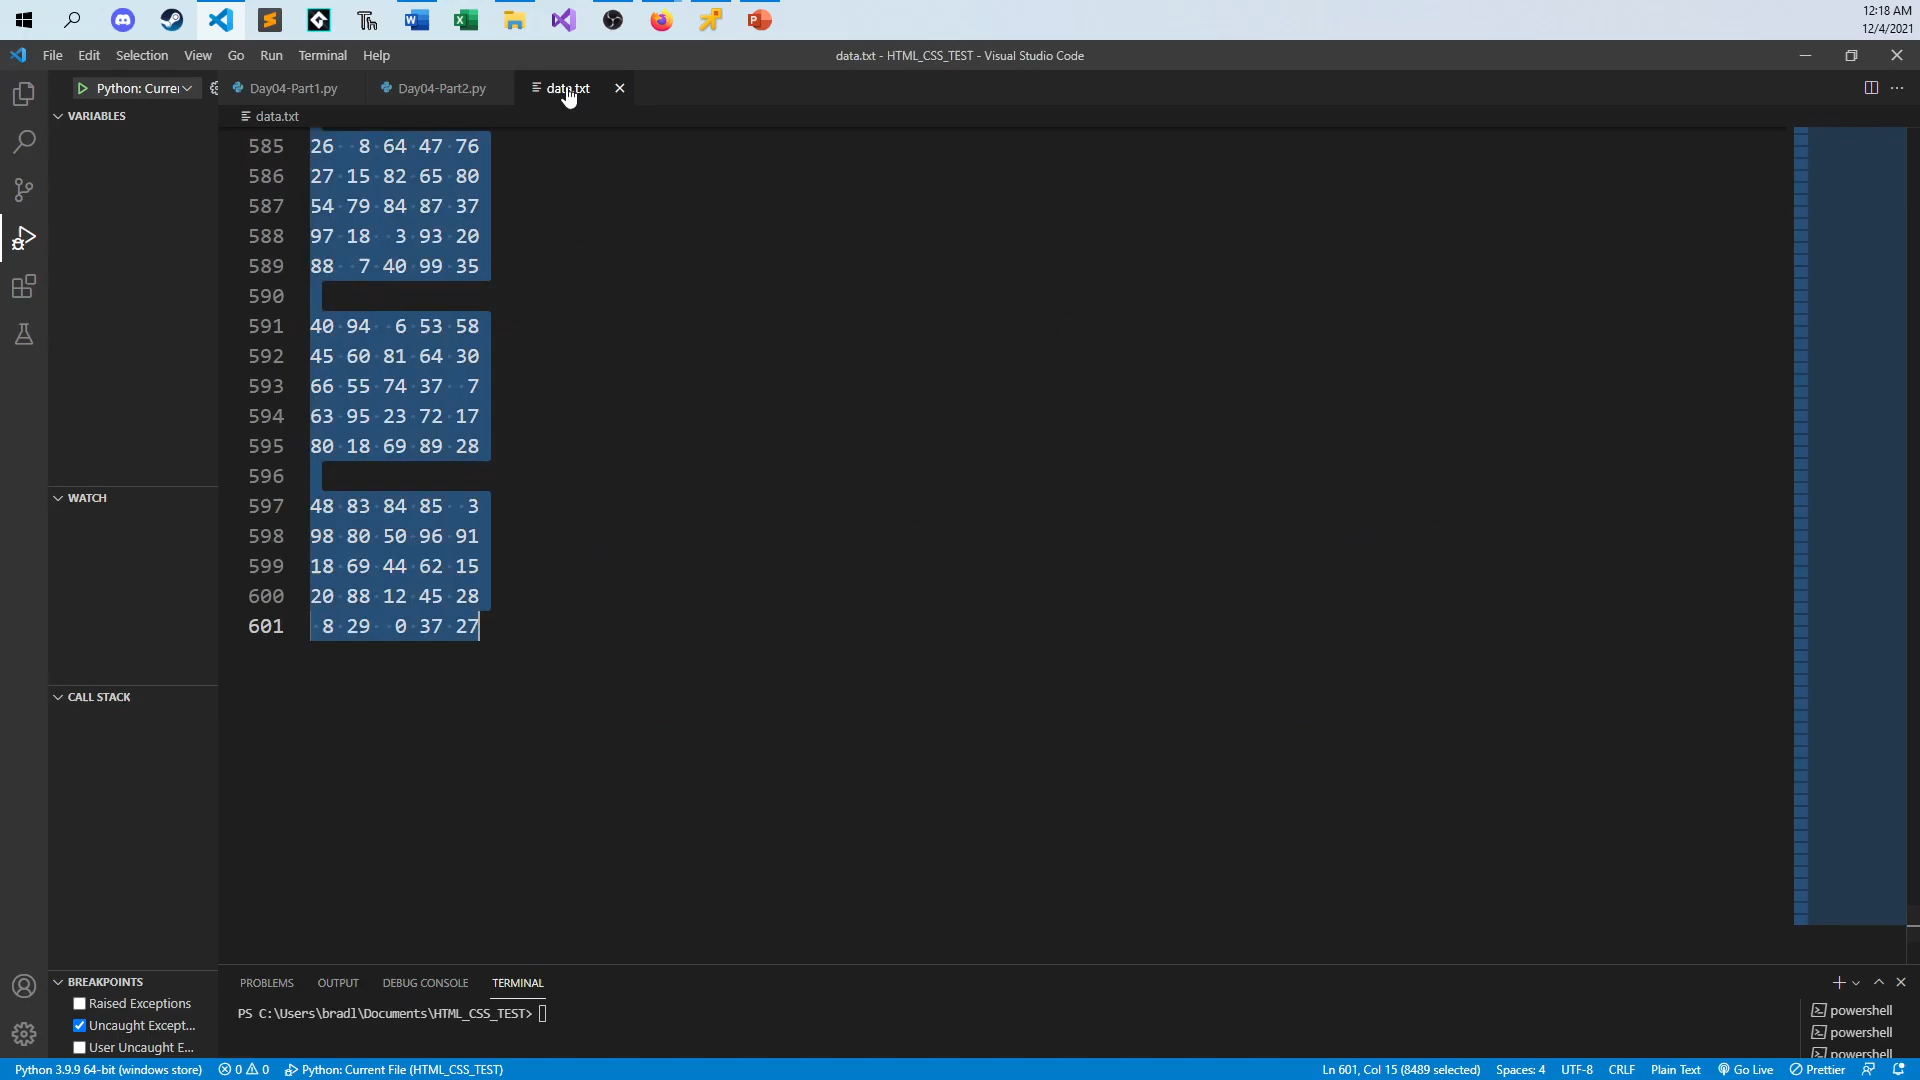 12:18 AM
12/4/2021
File Edit Selection View Go Run Terminal Help
data.txt - HTML_CSS_TEST - Visual Studio Code
Python: Currer
Day04-Part1.py
Day04-Part2.py
data.txt
VARIABLES
data.txt
585 26  8 64 47 76
586 27 15 82 65 80
587 54 79 84 87 37
588 97 18  3 93 20
589 88  7 40 99 35
590
591 40 94  6 53 58
592 45 60 81 64 30
593 66 55 74 37  7
594 63 95 23 72 17
595 80 18 69 89 28
596
597 48 83 84 85  3
598 98 80 50 96 91
599 18 69 44 62 15
600 20 88 12 45 28
601  8 29  0 37 27
WATCH
CALL STACK
BREAKPOINTS
Raised Exceptions
Uncaught Except...
User Uncaught E...
PROBLEMS OUTPUT DEBUG CONSOLE TERMINAL
PS C:\Users\bradl\Documents\HTML_CSS_TEST>
powershell
powershell
powershell
Python 3.9.9 64-bit (windows store) 0 0 Python: Current File (HTML_CSS_TEST) Ln 601, Col 15 (8489 selected) Spaces: 4 UTF-8 CRLF Plain Text Go Live Prettier